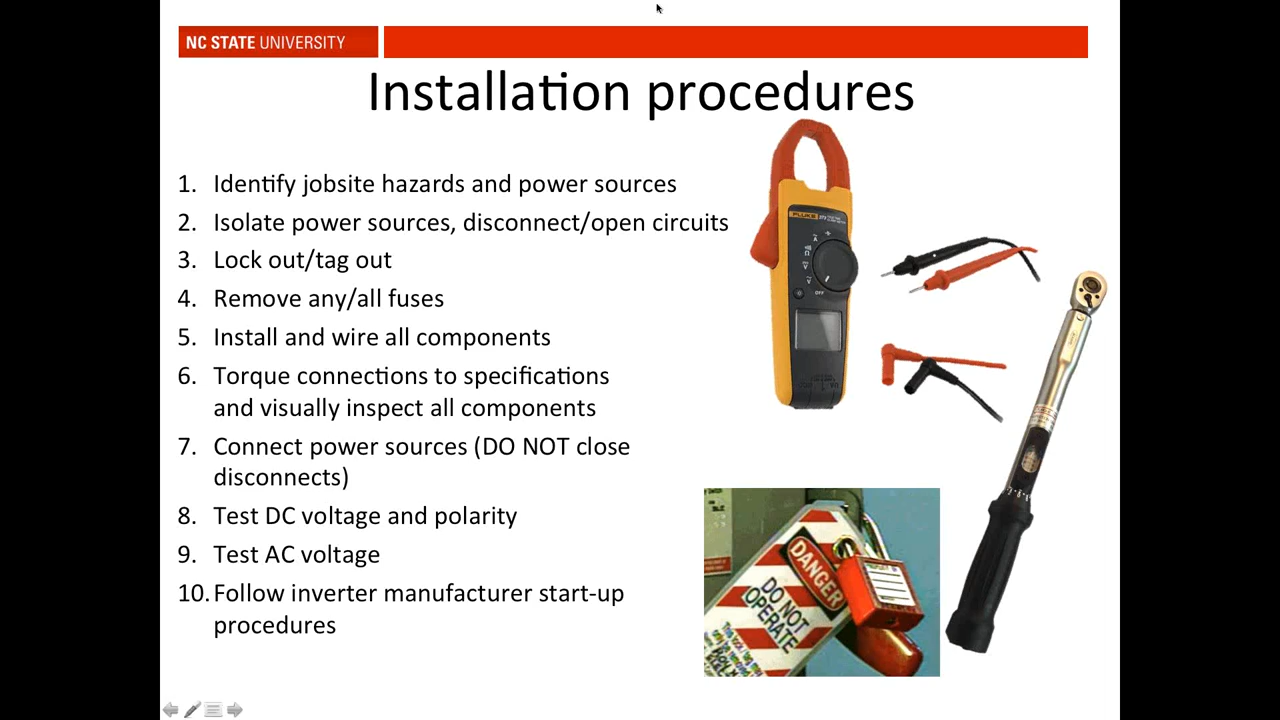 NC STATE UNIVERSITY
Installation procedures
1. Identify jobsite hazards and power sources
2. Isolate power sources, disconnect/open circuits
3. Lock out/tag out
4. Remove any/all fuses
5. Install and wire all components
6. Torque connections to specifications
and visually inspect all components
7. Connect power sources (DO NOT close
disconnects)
8. Test DC voltage and polarity
9. Test AC voltage
10. Follow inverter manufacturer start-up
procedures
FLUKE
OFF
DANGER
DO NOT
OPERATE